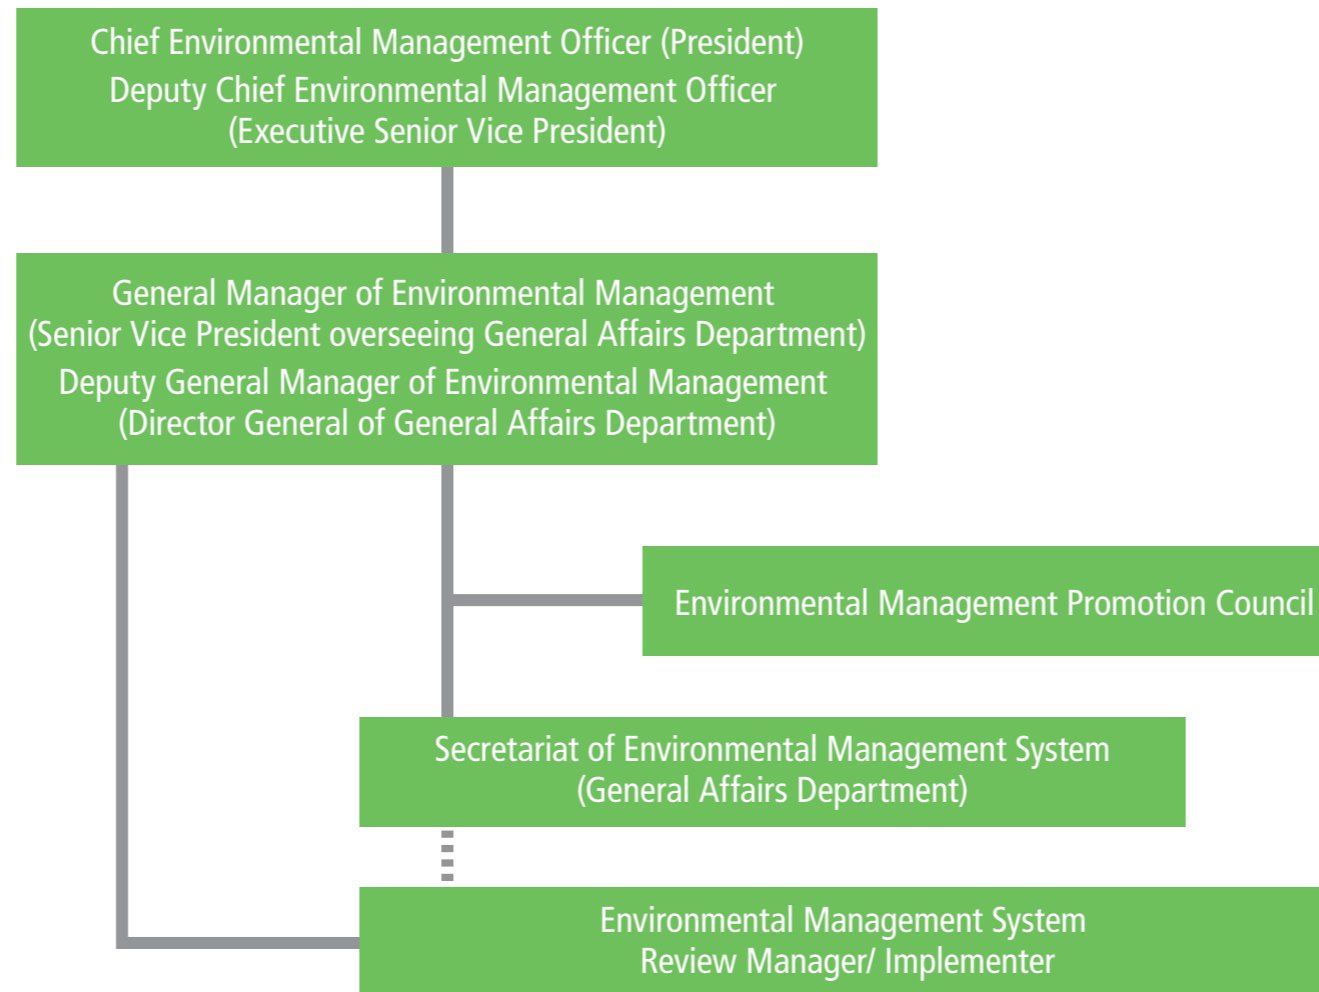 Chief Environmental Management Officer (President)
Deputy Chief Environmental Management Officer
(Executive Senior Vice President)
General Manager of Environmental Management
(Senior Vice President overseeing General Affairs Department)
Deputy General Manager of Environmental Management
(Director General of General Affairs Department)
Environmental Management Promotion Council
Secretariat of Environmental Management System
(General Affairs Department)
Environmental Management System
Review Manager/ Implementer